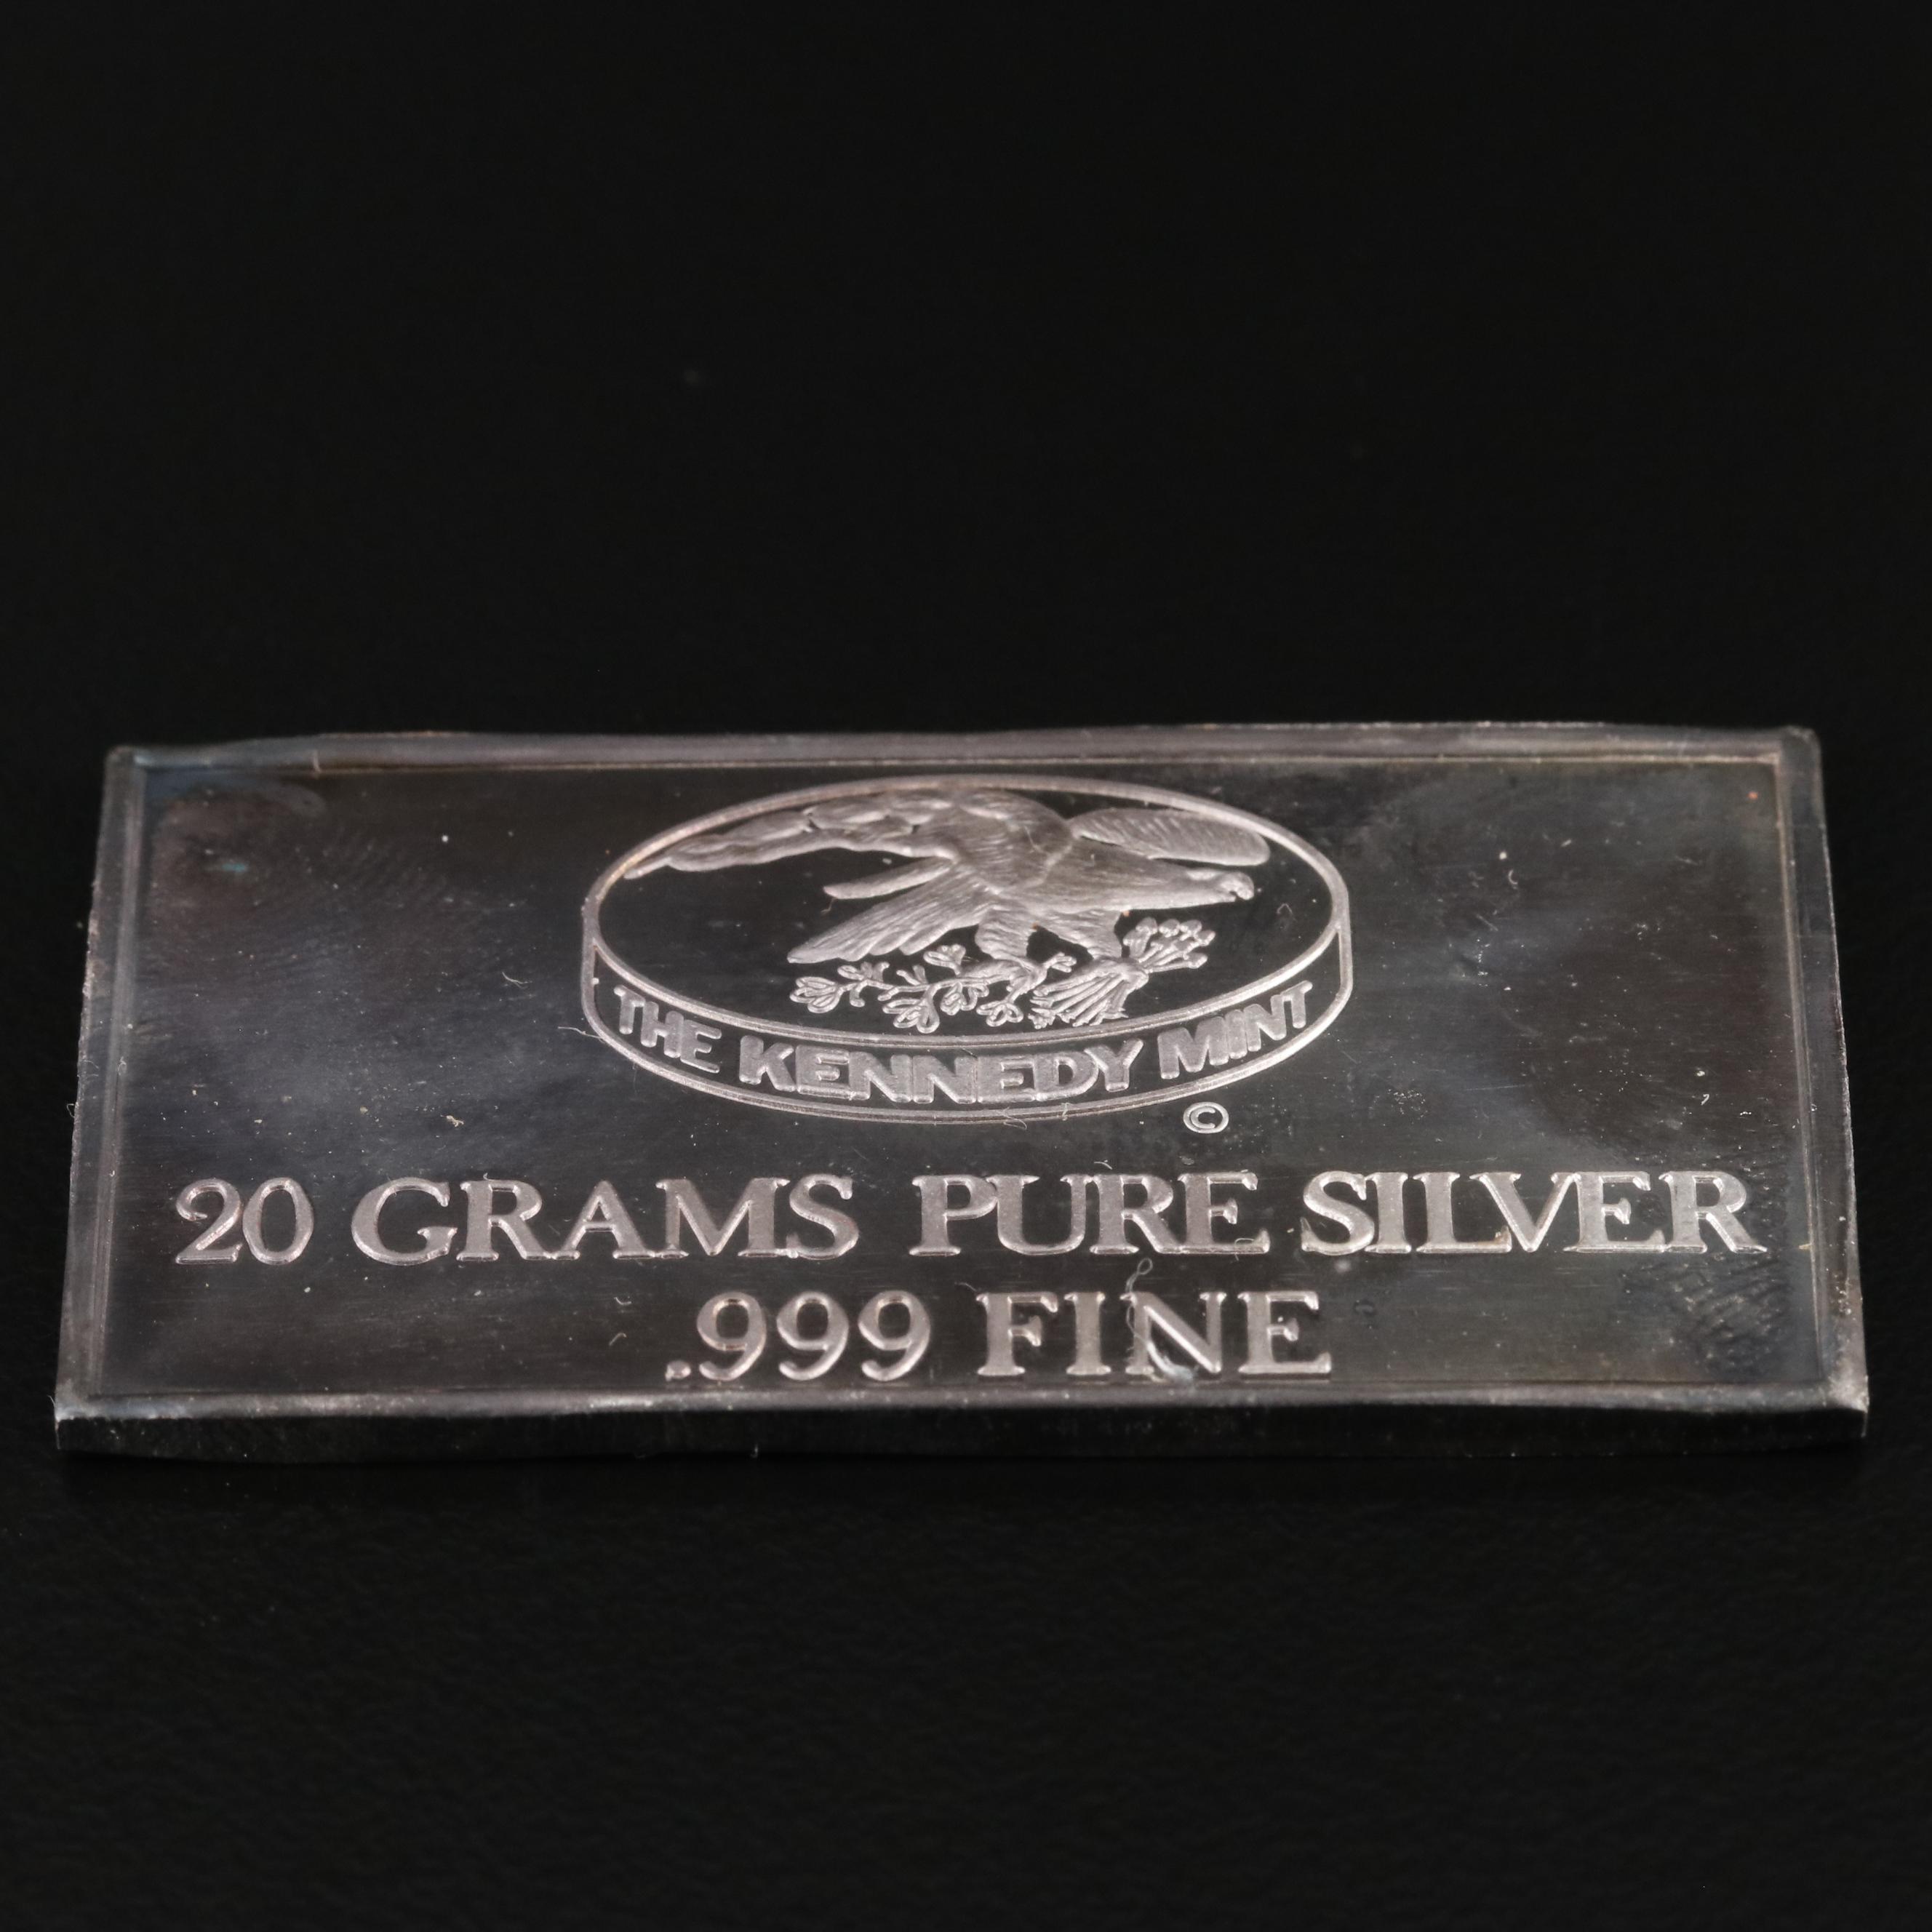 THE KENNEDY MINT
©
20 GRAMS PURE SILVER
.999 FINE